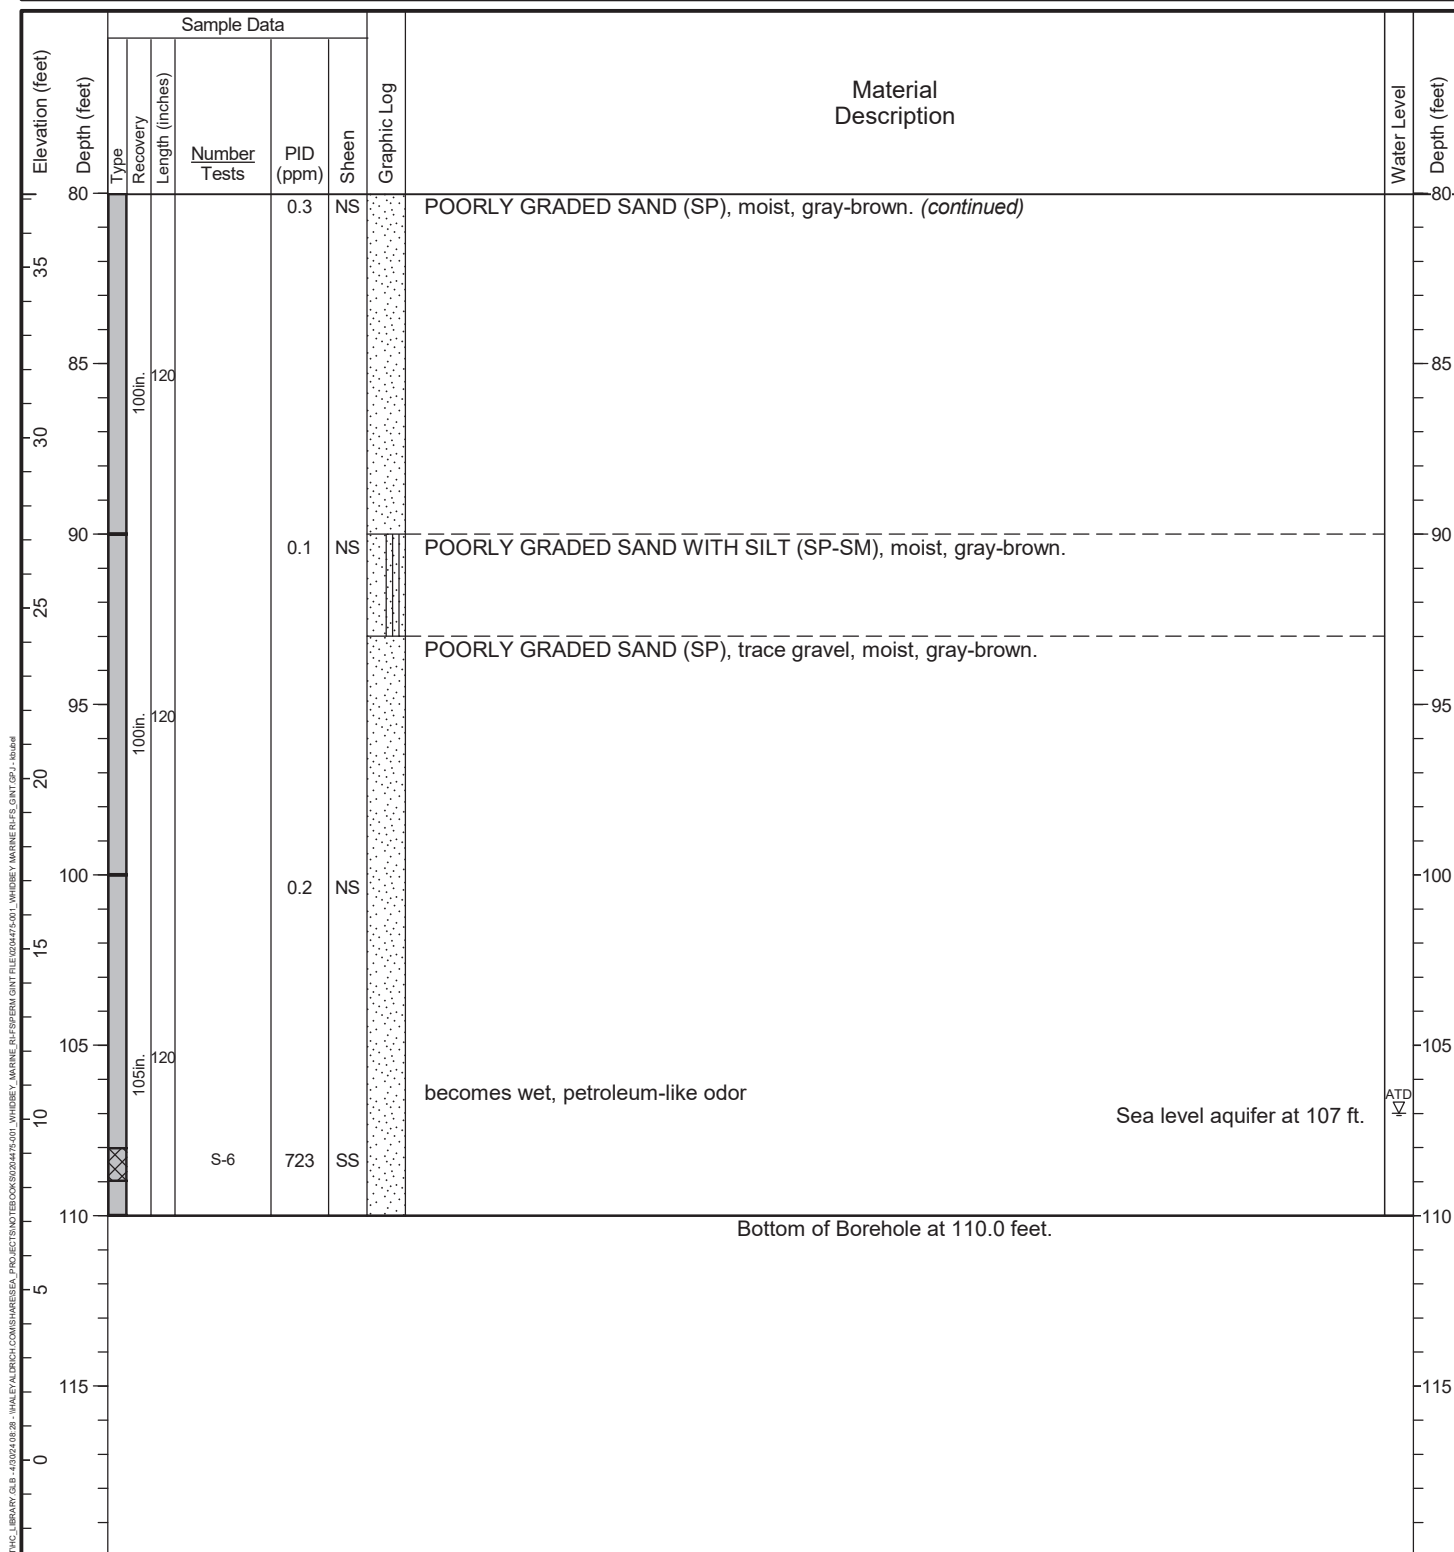 Sample Data
Elevation (feet)
Depth (feet)
Type
Recovery
Length (inches)
Number
Tests
PID
(ppm)
Sheen
Graphic Log
Material
Description
Water Level
Depth (feet)
80
0.3 NS POORLY GRADED SAND (SP), moist, gray-brown. (continued)
80
35
85
100in.
120
85
30
90
90
0.1 NS POORLY GRADED SAND WITH SILT (SP-SM), moist, gray-brown.
25
POORLY GRADED SAND (SP), trace gravel, moist, gray-brown.
95
100in.
120
95
20
100
0.2 NS
100
15
105
105in.
120
105
becomes wet, petroleum-like odor
ATD
10
Sea level aquifer at 107 ft.
S-6 723 SS
110
110
Bottom of Borehole at 110.0 feet.
5
115
115
0